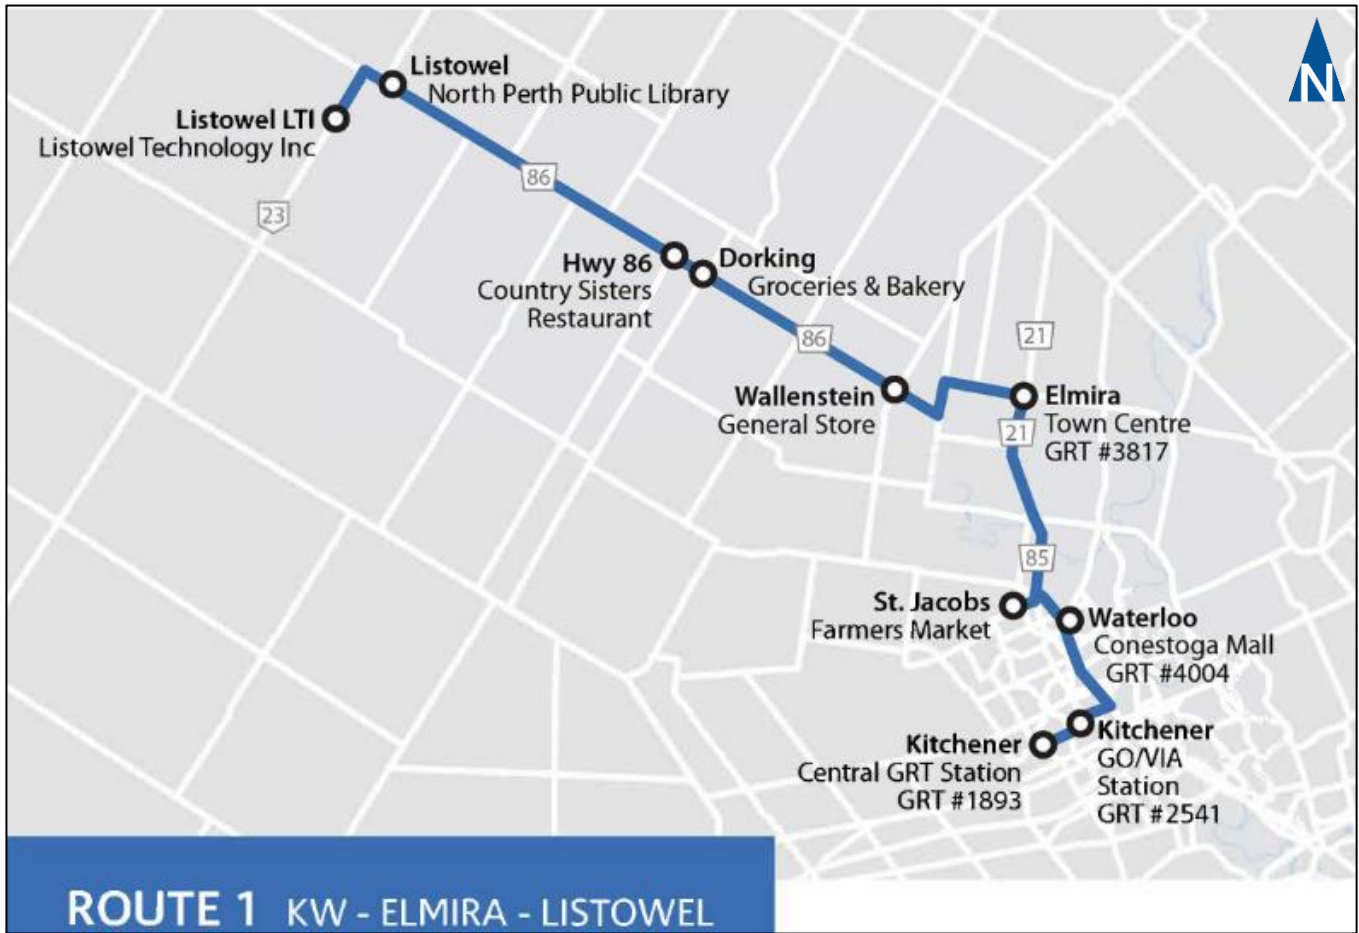 N
Listowel
North Perth Public Library
Listowel LTI
Listowel Technology Inc
86
23
Hwy 86
Country Sisters
Restaurant
Dorking
Groceries & Bakery
86
21
Wallenstein
General Store
Elmira
Town Centre
GRT #3817
21
85
St. Jacobs
Farmers Market
Waterloo
Conestoga Mall
GRT #4004
Kitchener
Central GRT Station
GRT #1893
Kitchener
GO/VIA
Station
GRT #2541
ROUTE 1 KW - ELMIRA - LISTOWEL